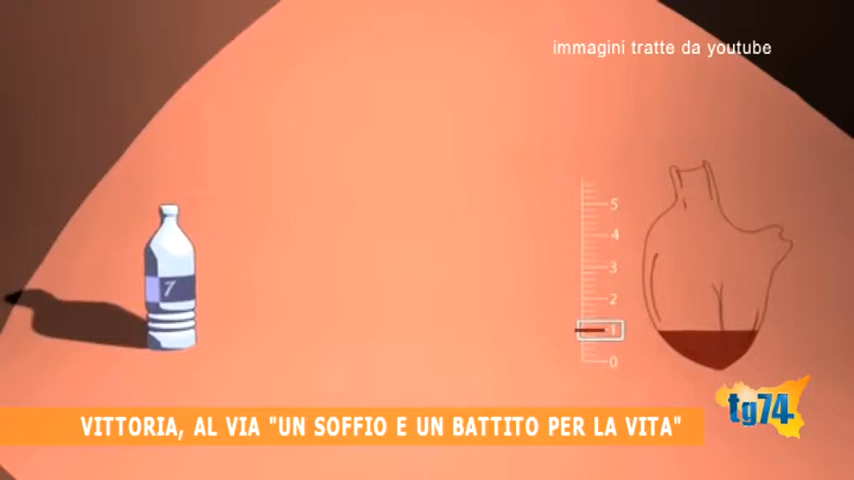 immagini tratte da youtube
7
5
4
3
2
1
0
tg74
VITTORIA, AL VIA "UN SOFFIO E UN BATTITO PER LA VITA"